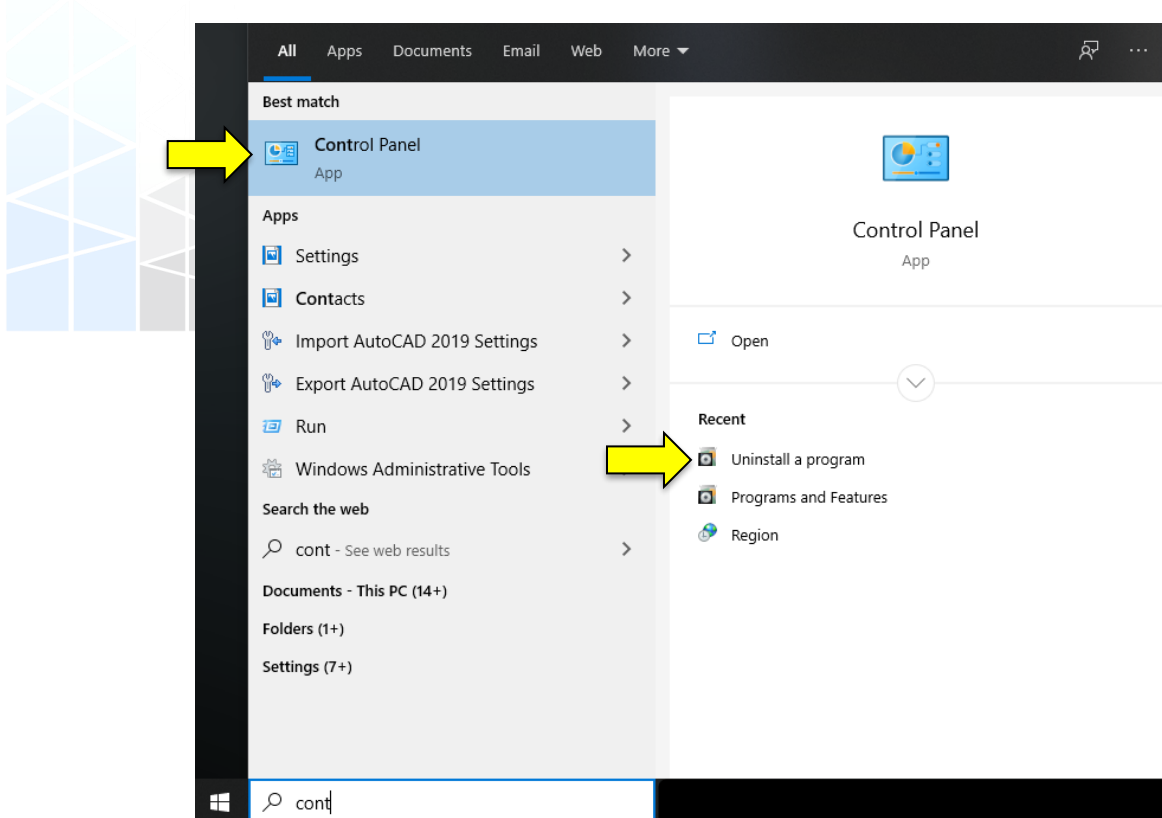 All Apps Documents Email Web More
Best match
Control Panel
App
Apps
Settings
Contacts
Import AutoCAD 2019 Settings
Export AutoCAD 2019 Settings
Run
Windows Administrative Tools
Search the web
cont - See web results
Documents - This PC (14+)
Folders (1+)
Settings (7+)
cont
Control Panel
App
Open
Recent
Uninstall a program
Programs and Features
Region